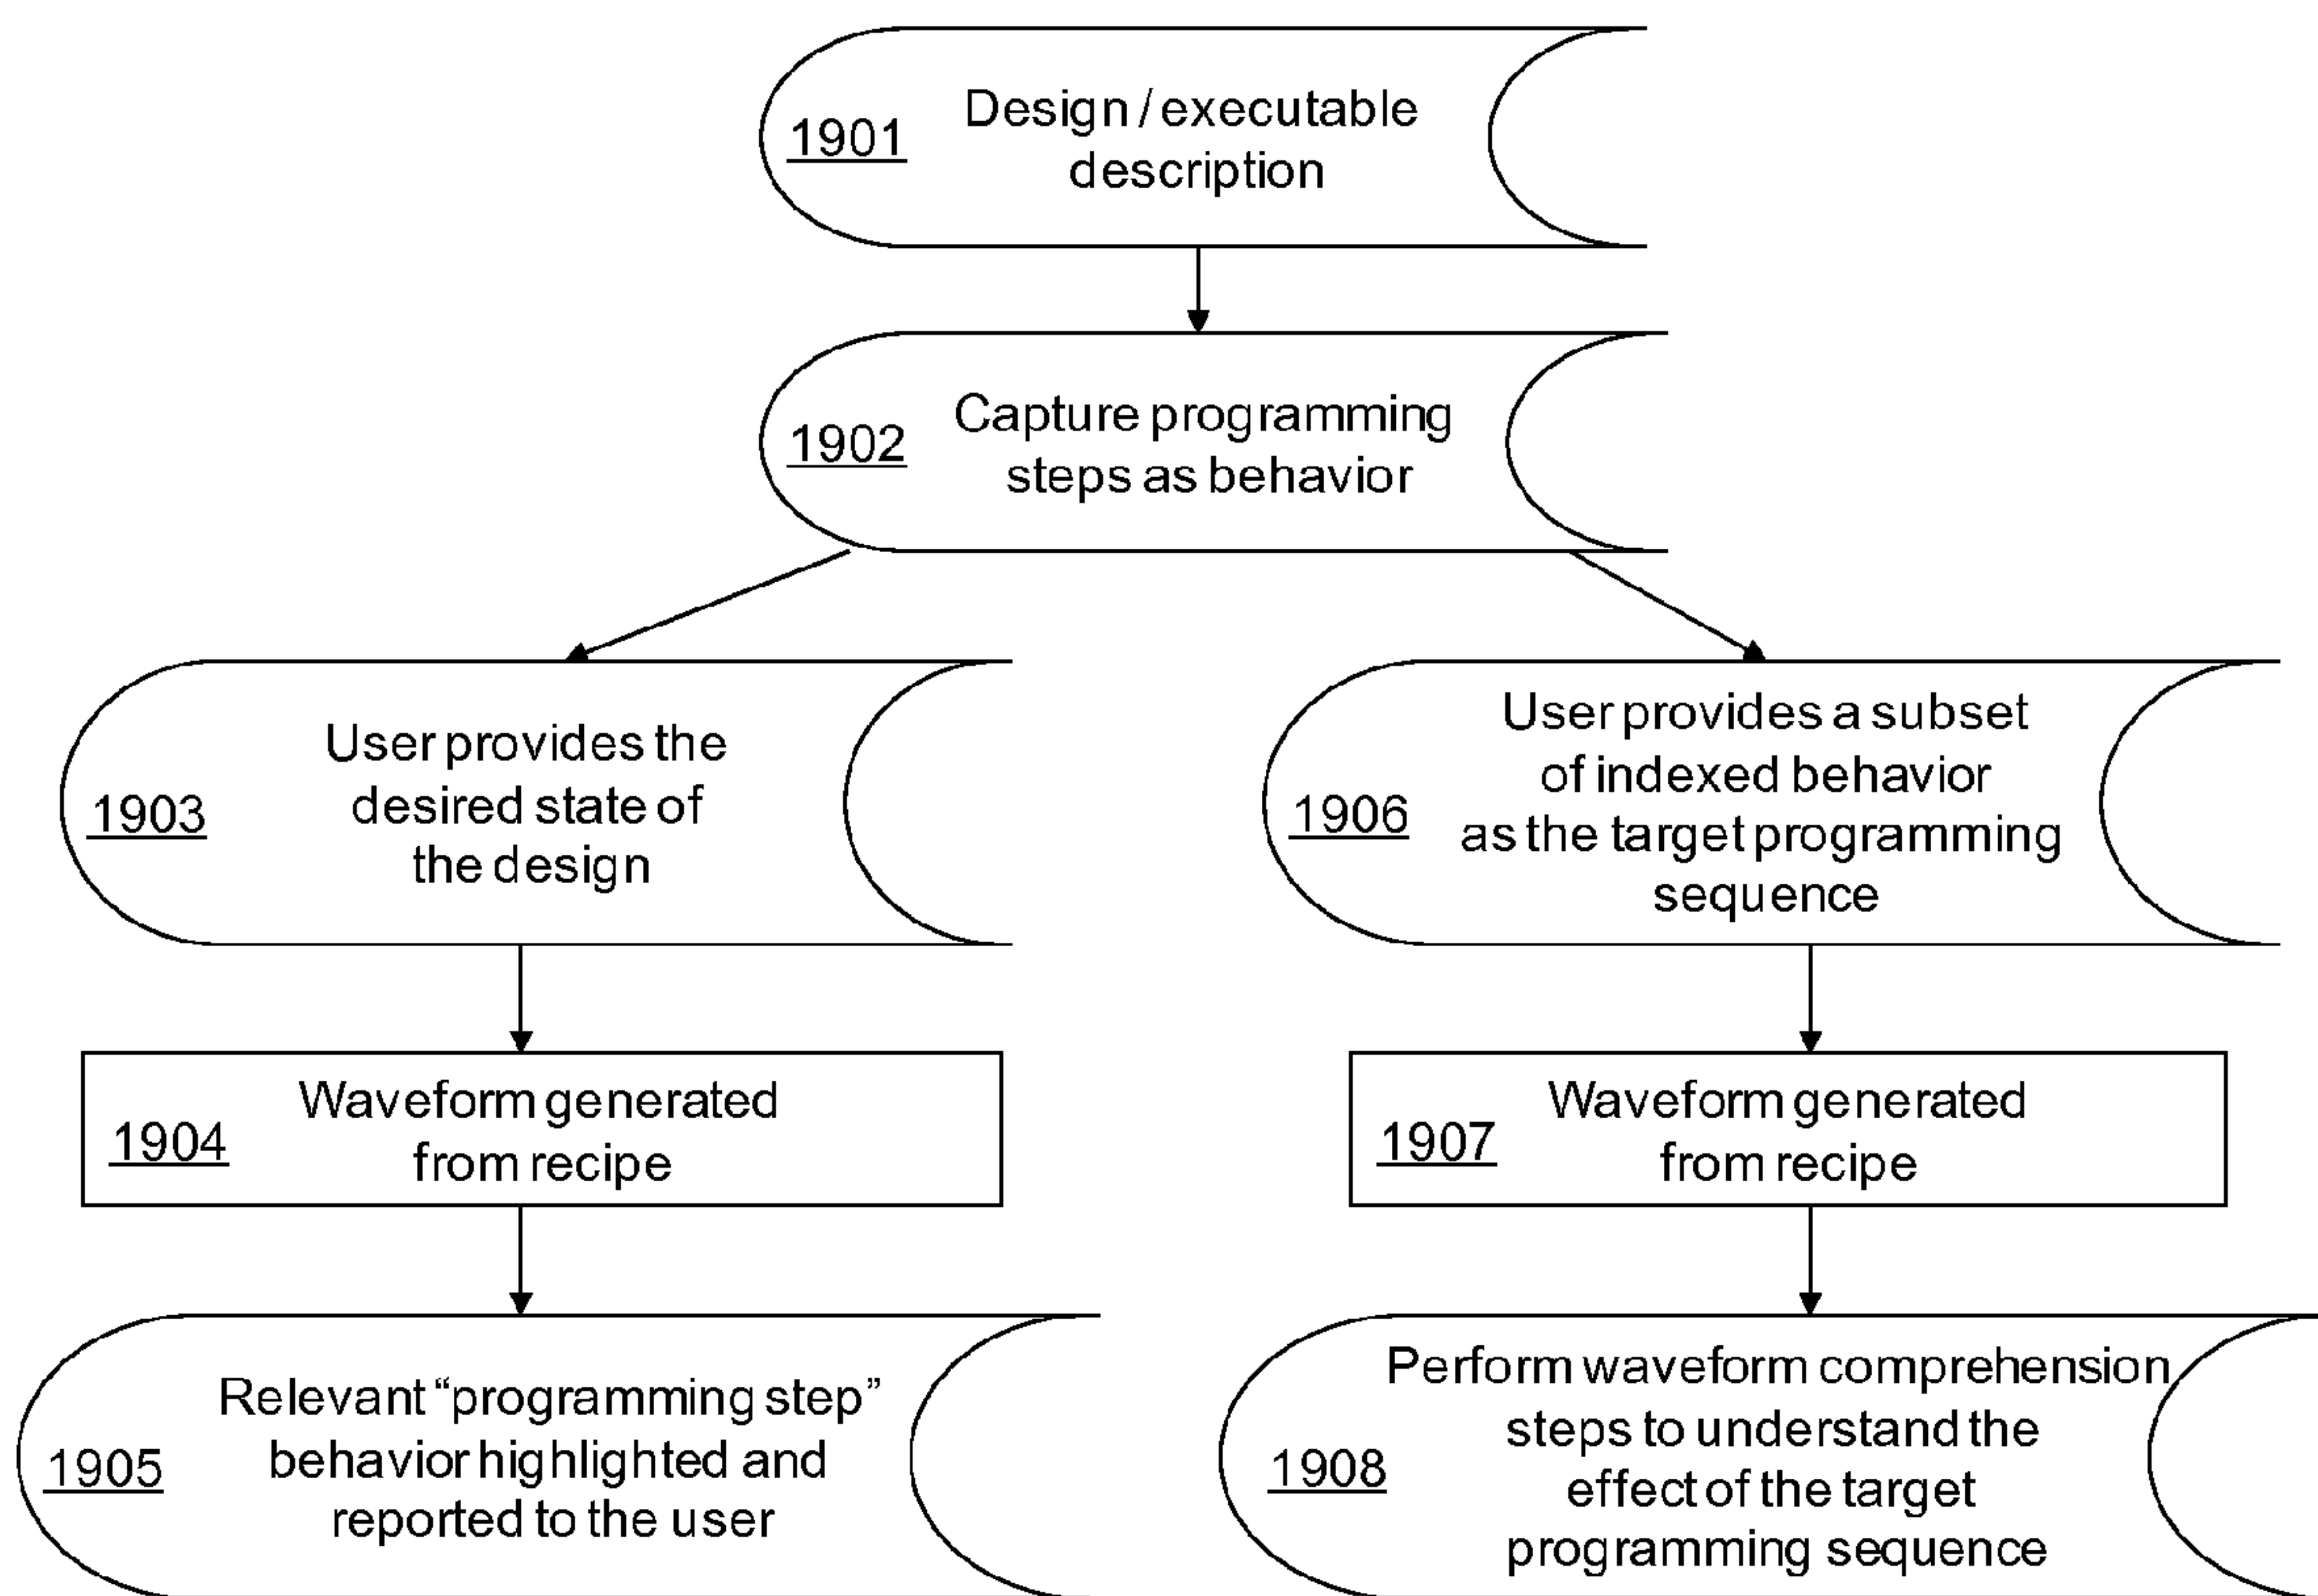 1901
Design / executable
description
1902
Capture programming
steps as behavior
1903
User provides the
desired state of
the design
1904
Waveform generated
from recipe
1905
Relevant “programming step”
behavior highlighted and
reported to the user
1906
User provides a subset
of indexed behavior
as the target programming
sequence
1907
Waveform generated
from recipe
1908
Perform waveform comprehension
steps to understand the
effect of the target
programming sequence